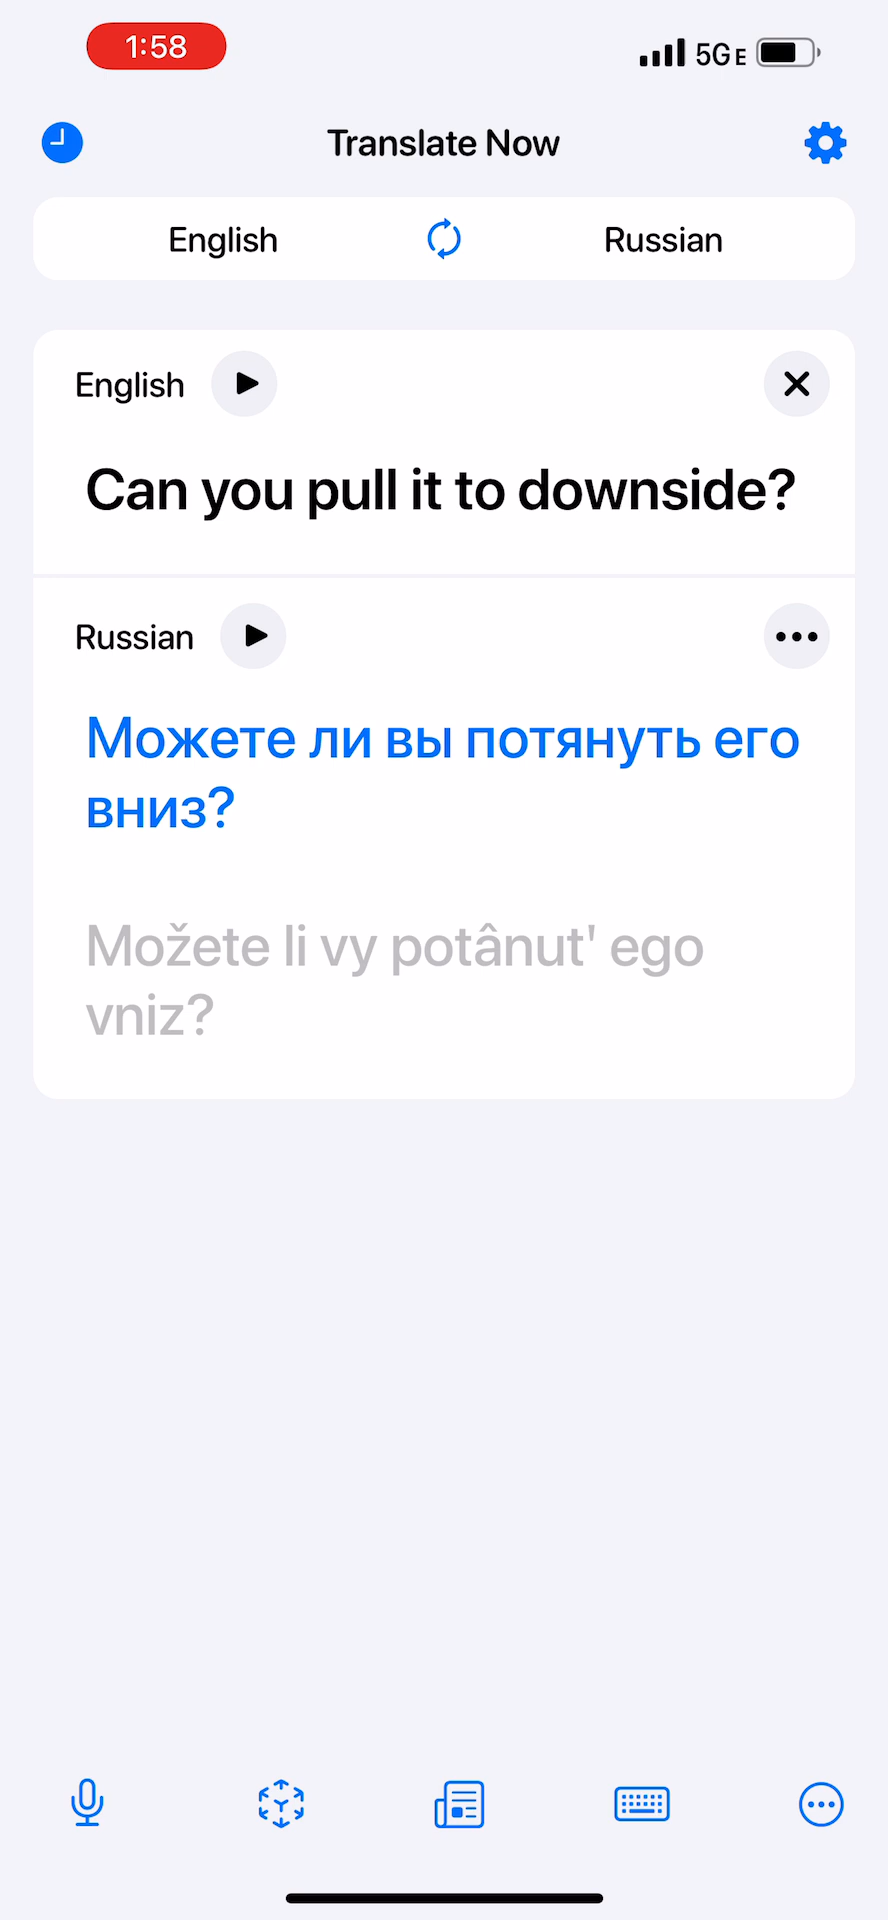 1:58
5GE
Translate Now
English
Russian
English
Can you pull it to downside?
Russian
Можете ли вы потянуть его
вниз?
Možete li vy potânut' ego
vniz?